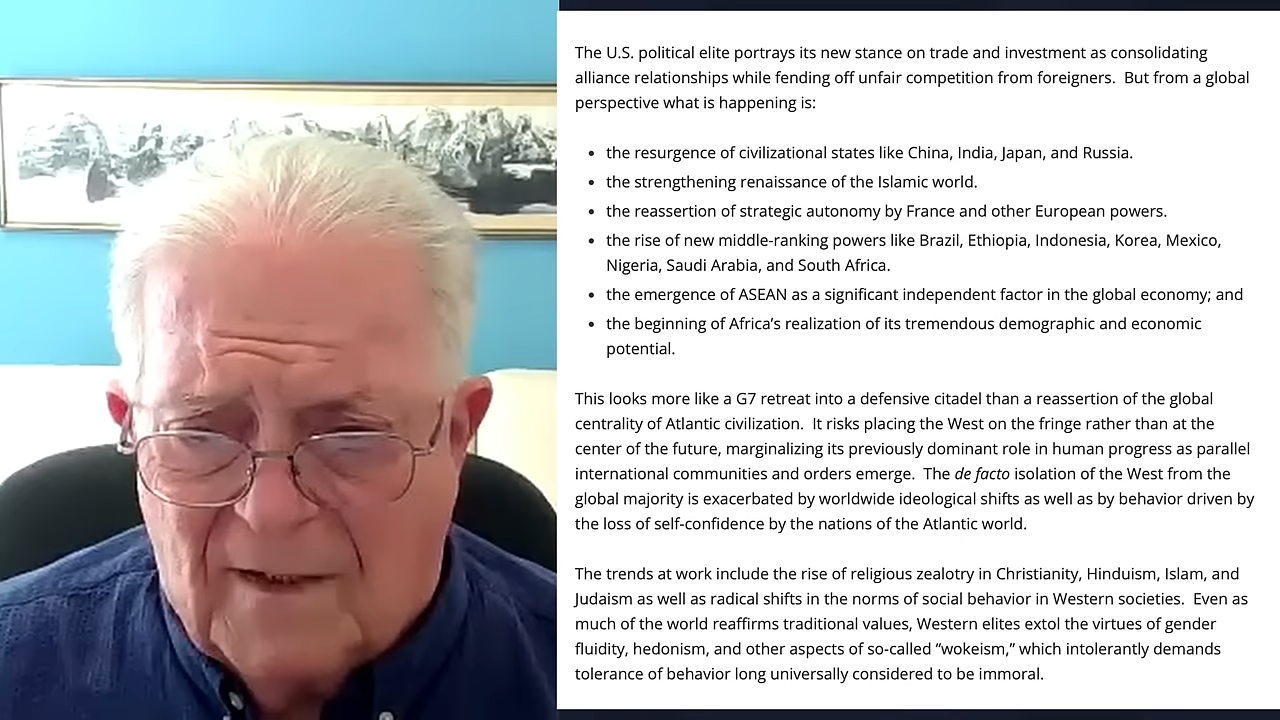 The U.S. political elite portrays its new stance on trade and investment as consolidating
alliance relationships while fending off unfair competition from foreigners.  But from a global
perspective what is happening is:
• the resurgence of civilizational states like China, India, Japan, and Russia.
• the strengthening renaissance of the Islamic world.
• the reassertion of strategic autonomy by France and other European powers.
• the rise of new middle-ranking powers like Brazil, Ethiopia, Indonesia, Korea, Mexico,
Nigeria, Saudi Arabia, and South Africa.
• the emergence of ASEAN as a significant independent factor in the global economy; and
• the beginning of Africa’s realization of its tremendous demographic and economic
potential.
This looks more like a G7 retreat into a defensive citadel than a reassertion of the global
centrality of Atlantic civilization.  It risks placing the West on the fringe rather than at the
center of the future, marginalizing its previously dominant role in human progress as parallel
international communities and orders emerge.  The de facto isolation of the West from the
global majority is exacerbated by worldwide ideological shifts as well as by behavior driven by
the loss of self-confidence by the nations of the Atlantic world.
The trends at work include the rise of religious zealotry in Christianity, Hinduism, Islam, and
Judaism as well as radical shifts in the norms of social behavior in Western societies.  Even as
much of the world reaffirms traditional values, Western elites extol the virtues of gender
fluidity, hedonism, and other aspects of so-called “wokeism,” which intolerantly demands
tolerance of behavior long universally considered to be immoral.